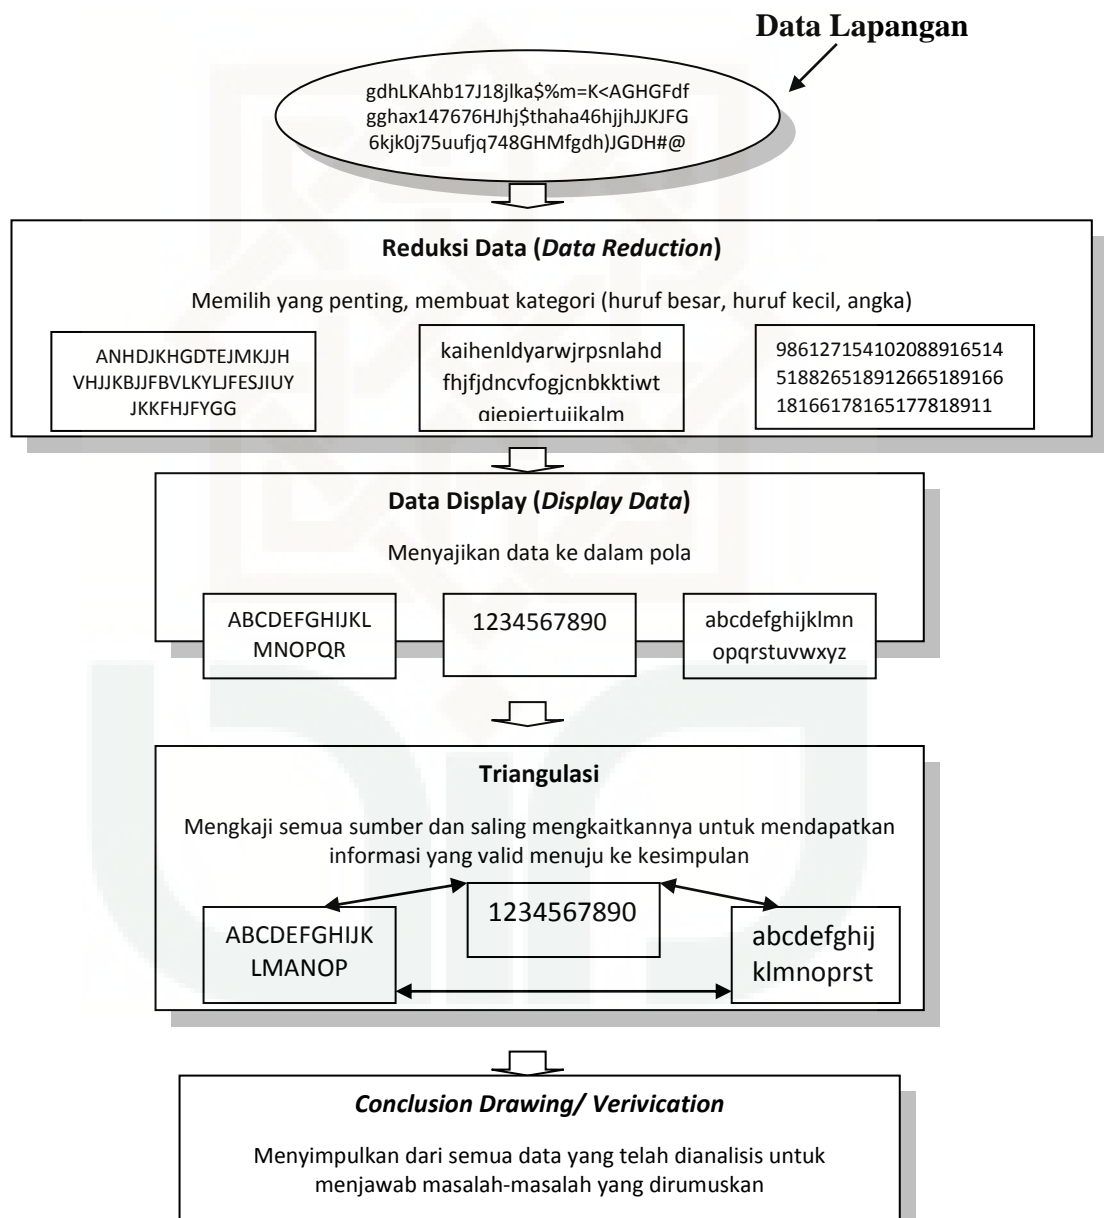 Data Lapangan
gdhLKAhb17J18jlka$%m=K<AGHGFdf
gghax147676HJhj$thaha46hjjhJJKJFG
6kjk0j75uufjq748GHMfgdh)JGDH#@
Reduksi Data (Data Reduction)
Memilih yang penting, membuat kategori (huruf besar, huruf kecil, angka)
ANHDJKHGDTEJMKJJH
VHJJKBJJFBVLKYLJFESJIUY
JKKFHJFYGG
kaihenldyarwjrpsnlahd
fhjfjdncvfogjcnbkktiwt
986127154102088916514
518826518912665189166
18166178165177818911
Data Display (Display Data)
Menyajikan data ke dalam pola
ABCDEFGHIJKL
MNOPQR
1234567890
abcdefghijklmn
opqrstuvwxyz
Triangulasi
Mengkaji semua sumber dan saling mengkaitkannya untuk mendapatkan
informasi yang valid menuju ke kesimpulan
ABCDEFGHIJK
LMANOP
1234567890
abcdefghij
klmnoprst
Conclusion Drawing/ Verivication
Menyimpulkan dari semua data yang telah dianalisis untuk
menjawab masalah-masalah yang dirumuskan